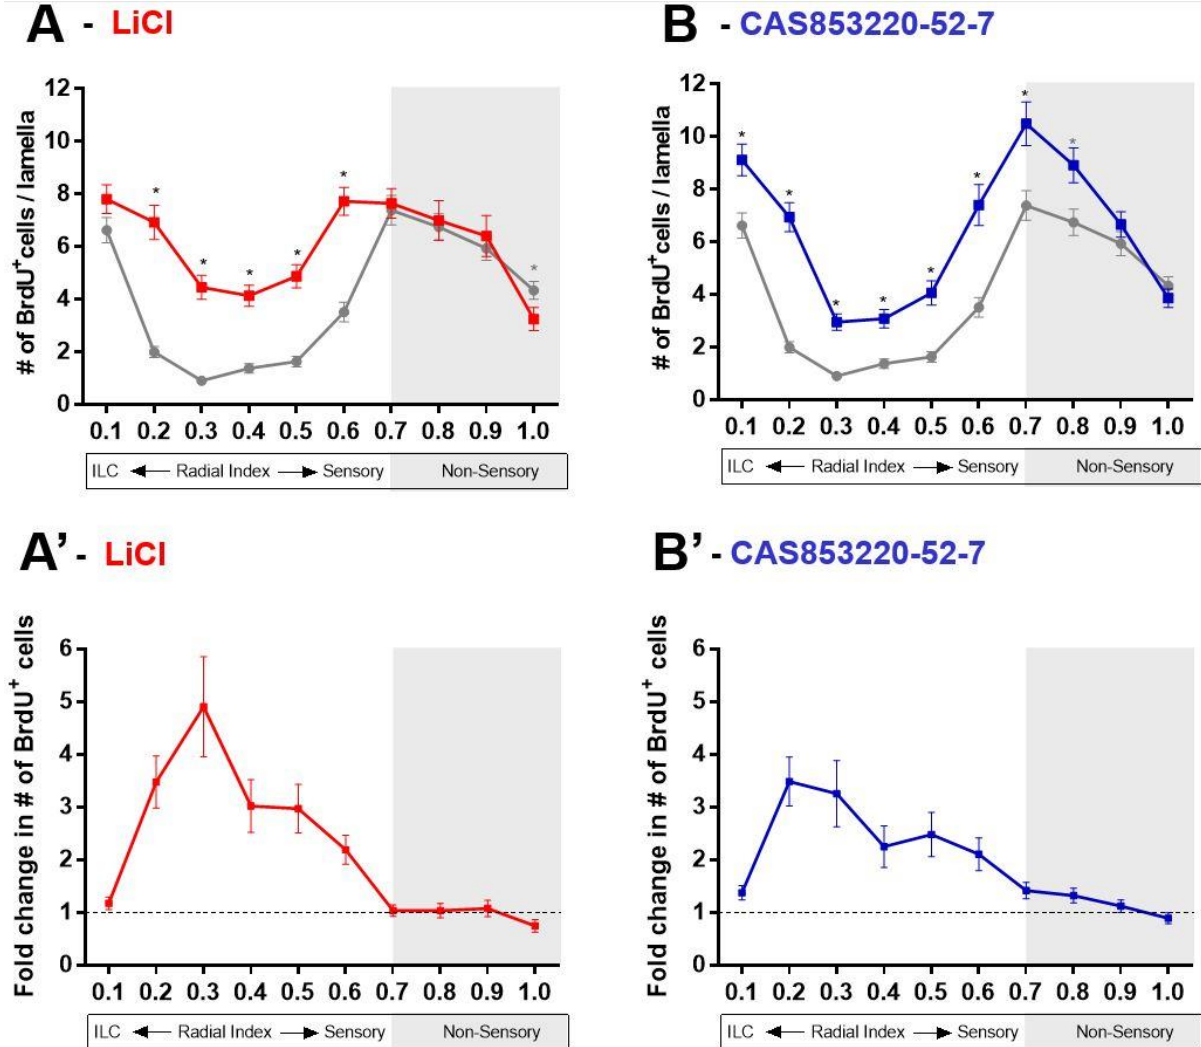 A - LiCl
# of BrdU⁺cells / lamella
12
10
8
6
4
2
0
* * * * * *
0.1 0.2 0.3 0.4 0.5 0.6 0.7 0.8 0.9 1.0
ILC Radial Index Sensory Non-Sensory
B - CAS853220-52-7
# of BrdU⁺cells / lamella
12
10
8
6
4
2
0
* * * * * * * *
0.1 0.2 0.3 0.4 0.5 0.6 0.7 0.8 0.9 1.0
ILC Radial Index Sensory Non-Sensory
A' - LiCl
Fold change in # of BrdU⁺ cells
6
5
4
3
2
1
0
0.1 0.2 0.3 0.4 0.5 0.6 0.7 0.8 0.9 1.0
ILC Radial Index Sensory Non-Sensory
B' - CAS853220-52-7
Fold change in # of BrdU⁺ cells
6
5
4
3
2
1
0
0.1 0.2 0.3 0.4 0.5 0.6 0.7 0.8 0.9 1.0
ILC Radial Index Sensory Non-Sensory